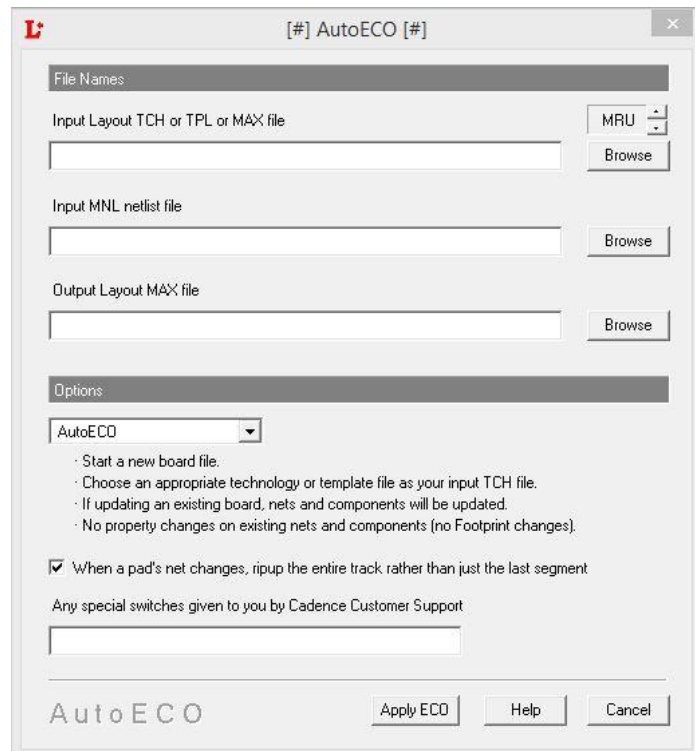 L
[#] AutoECO [#]
File Names
Input Layout TCH or TPL or MAX file
MRU
Browse
Input MNL netlist file
Browse
Output Layout MAX file
Browse
Options
AutoECO
· Start a new board file.
· Choose an appropriate technology or template file as your input TCH file.
· If updating an existing board, nets and components will be updated.
· No property changes on existing nets and components (no Footprint changes).
When a pad's net changes, ripup the entire track rather than just the last segment
Any special switches given to you by Cadence Customer Support
AutoECO
Apply ECO
Help
Cancel